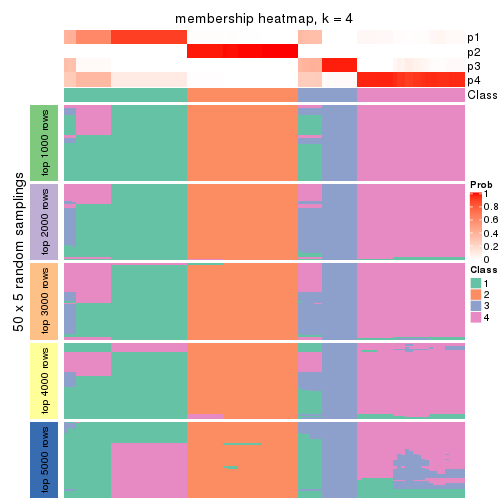 membership heatmap, k = 4
p1
p2
p3
p4
Class
50 x 5 random samplings
top 1000 rows
top 2000 rows
top 3000 rows
top 4000 rows
top 5000 rows
Prob
1
0.8
0.6
0.4
0.2
0
Class
1
2
3
4